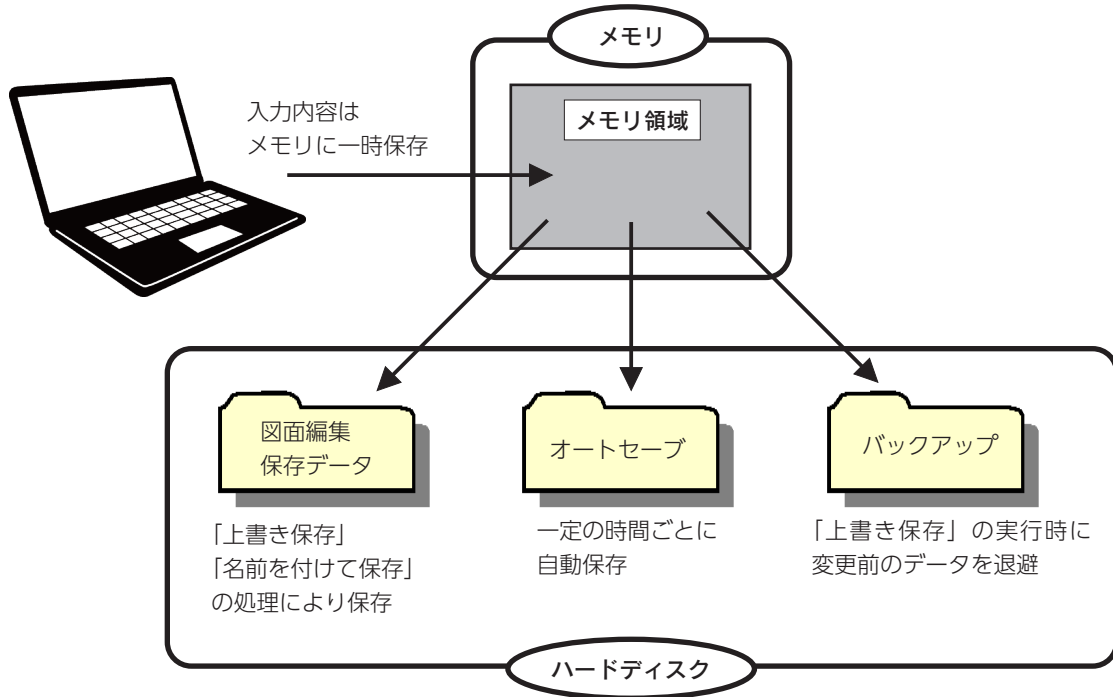 メモリ
入力内容は
メモリに一時保存
メモリ領域
図面編集
保存データ
オートセーブ
バックアップ
「上書き保存」
「名前を付けて保存」
の処理により保存
一定の時間ごとに
自動保存
「上書き保存」の実行時に
変更前のデータを退避
ハードディスク